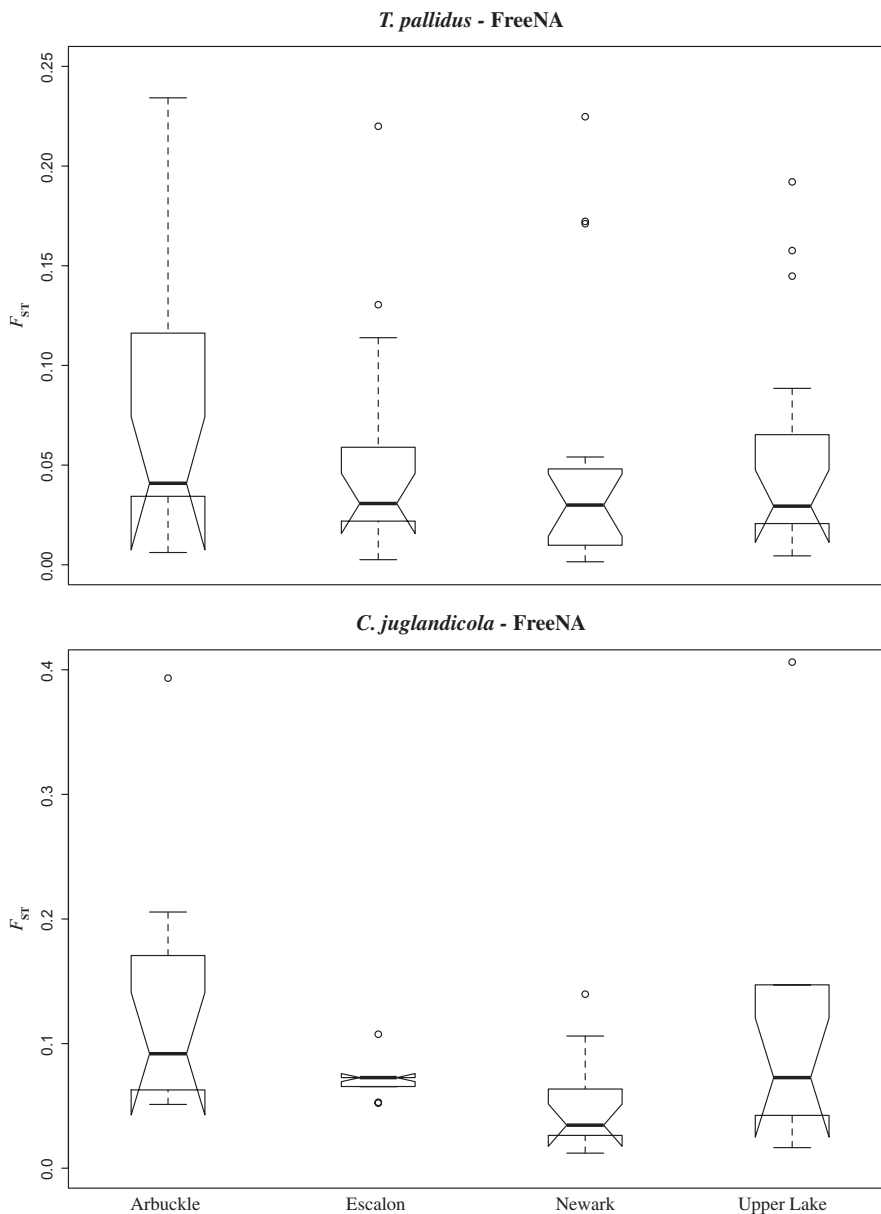 T. pallidus - FreeNA
0.25
0.20
0.15
0.10
0.05
0.00
FST
C. juglandicola - FreeNA
0.4
0.3
0.2
0.1
0.0
FST
Arbuckle Escalon Newark Upper Lake